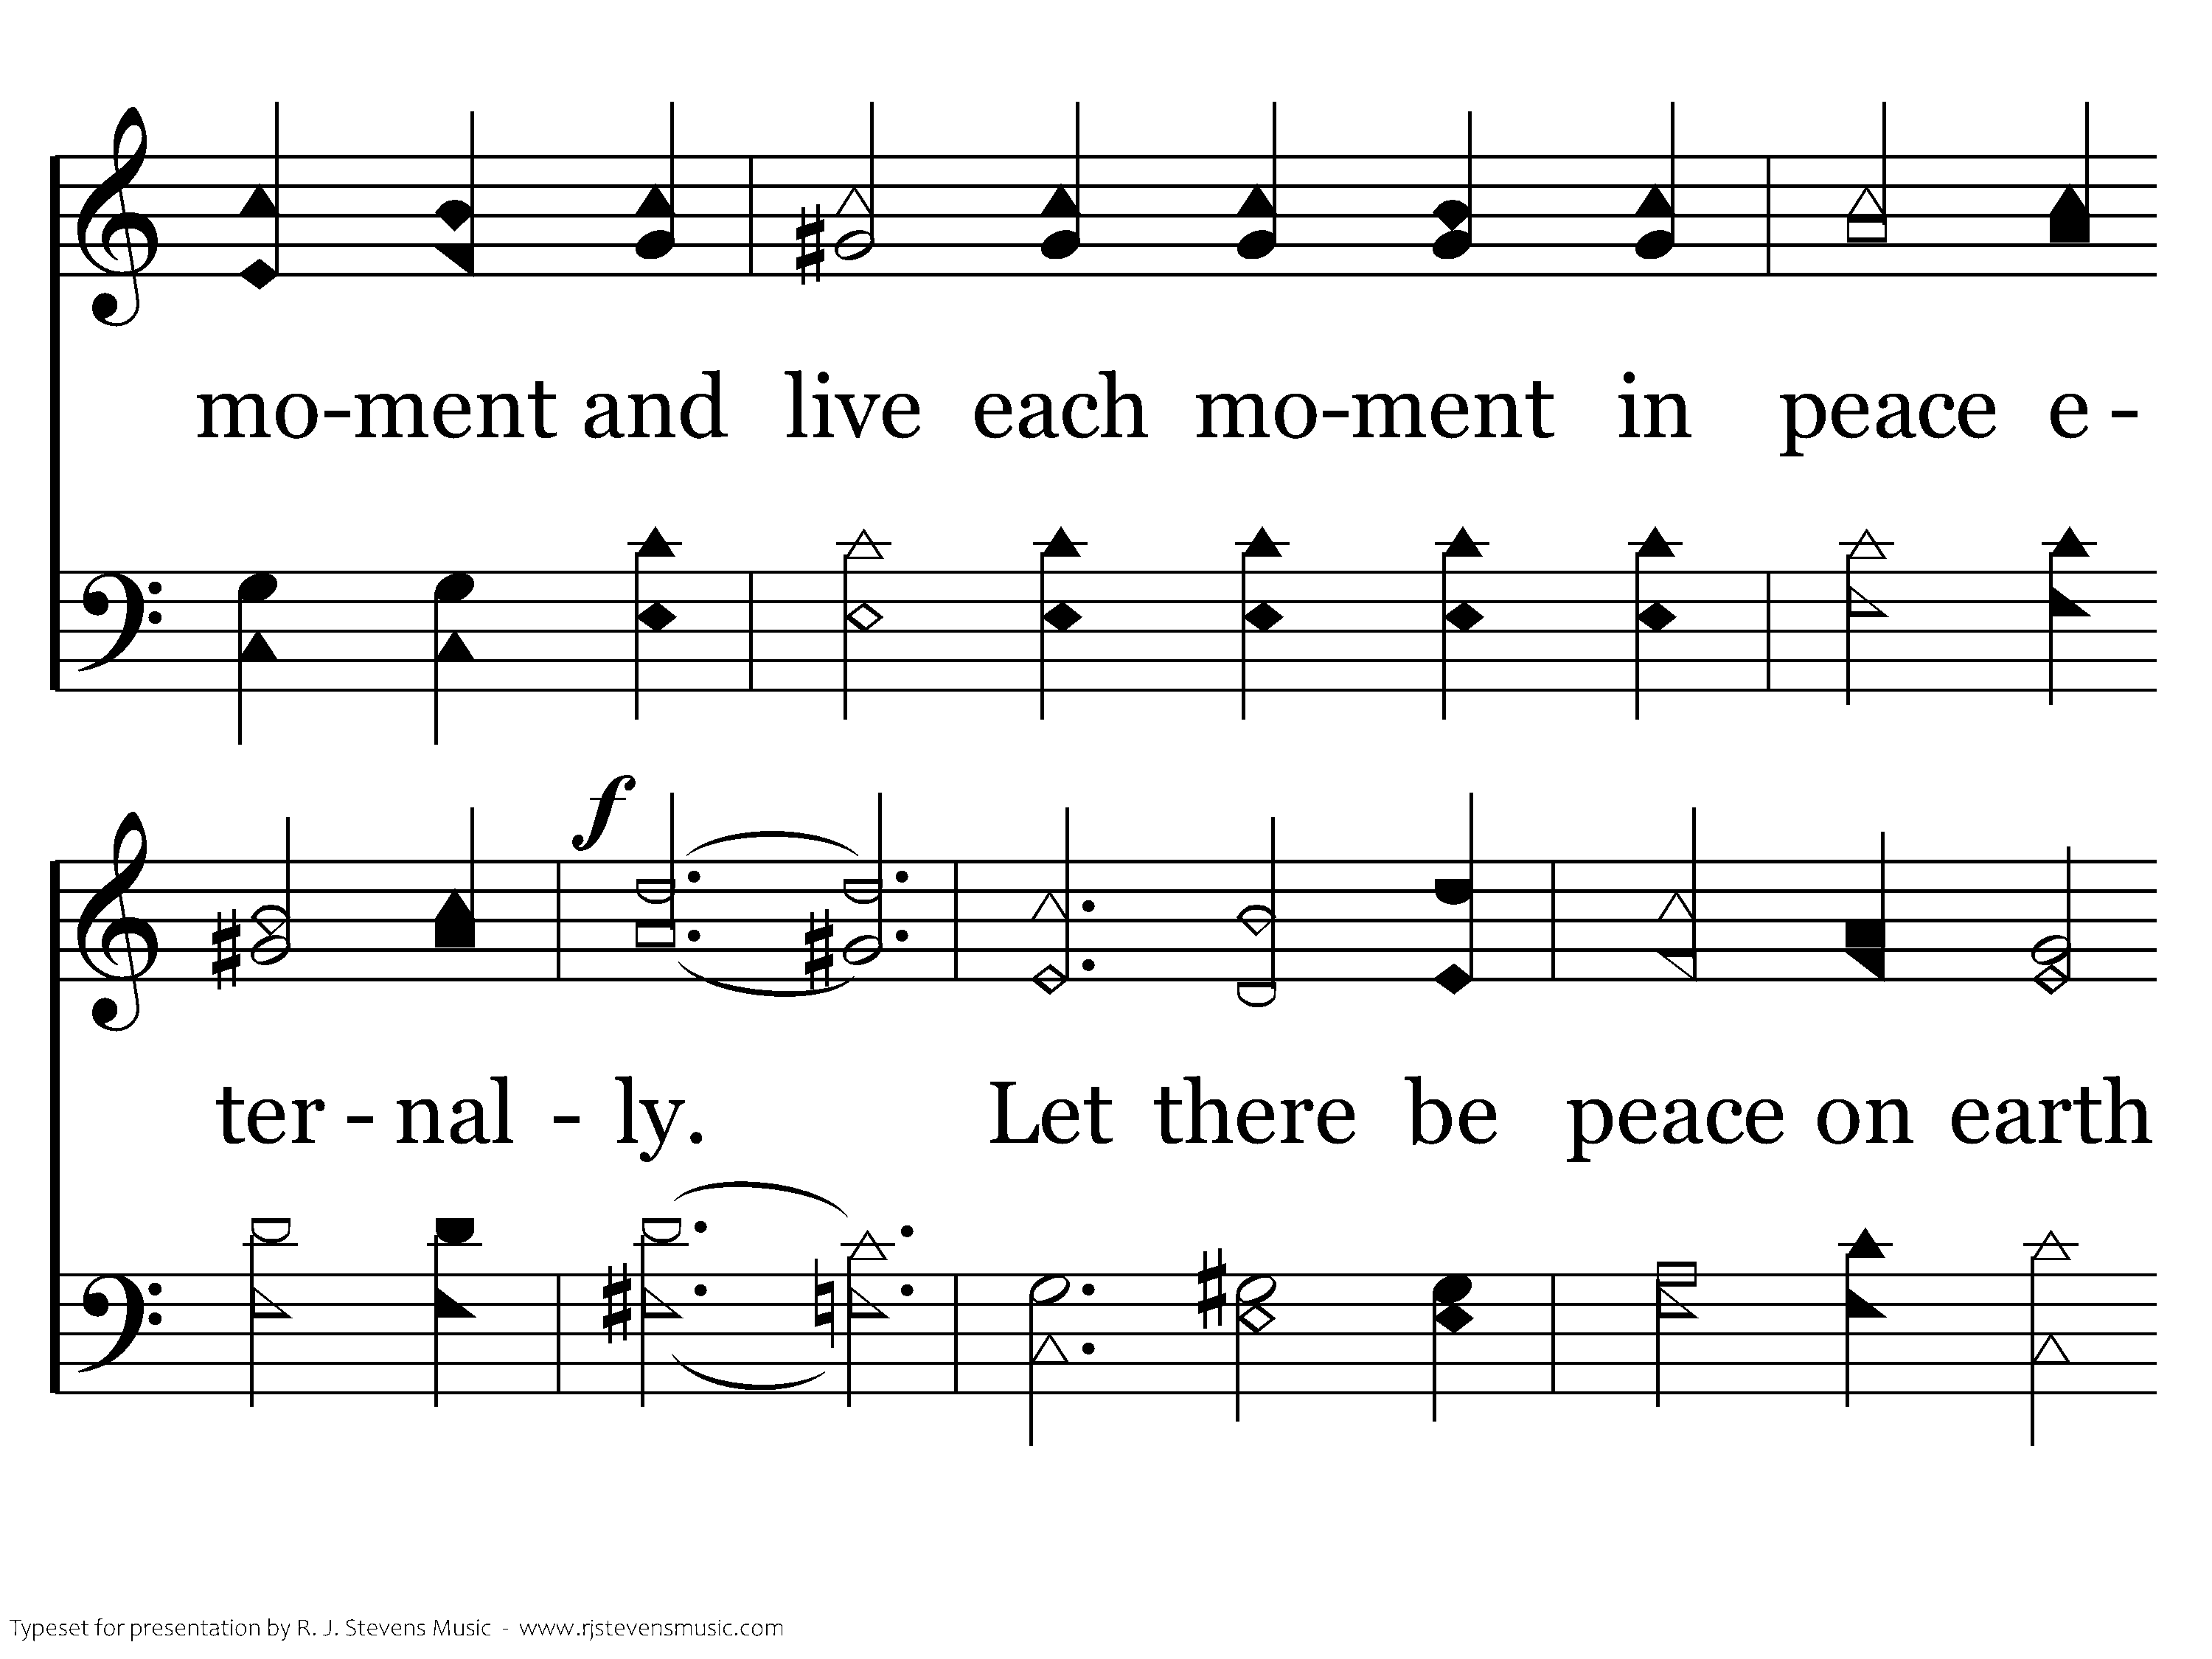 mo-ment and live each mo-ment in peace e -
f
ter - nal - ly. Let there be peace on earth
Typeset for presentation by R. J. Stevens Music - www.rjstevensmusic.com